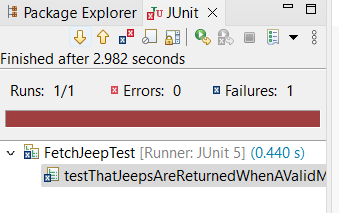 Package Explorer JUnit
Finished after 2.982 seconds
Runs: 1/1 Errors: 0 Failures: 1
FetchJeepTest [Runner: JUnit 5] (0.440 s)
testThatJeepsAreReturnedWhenAValidM